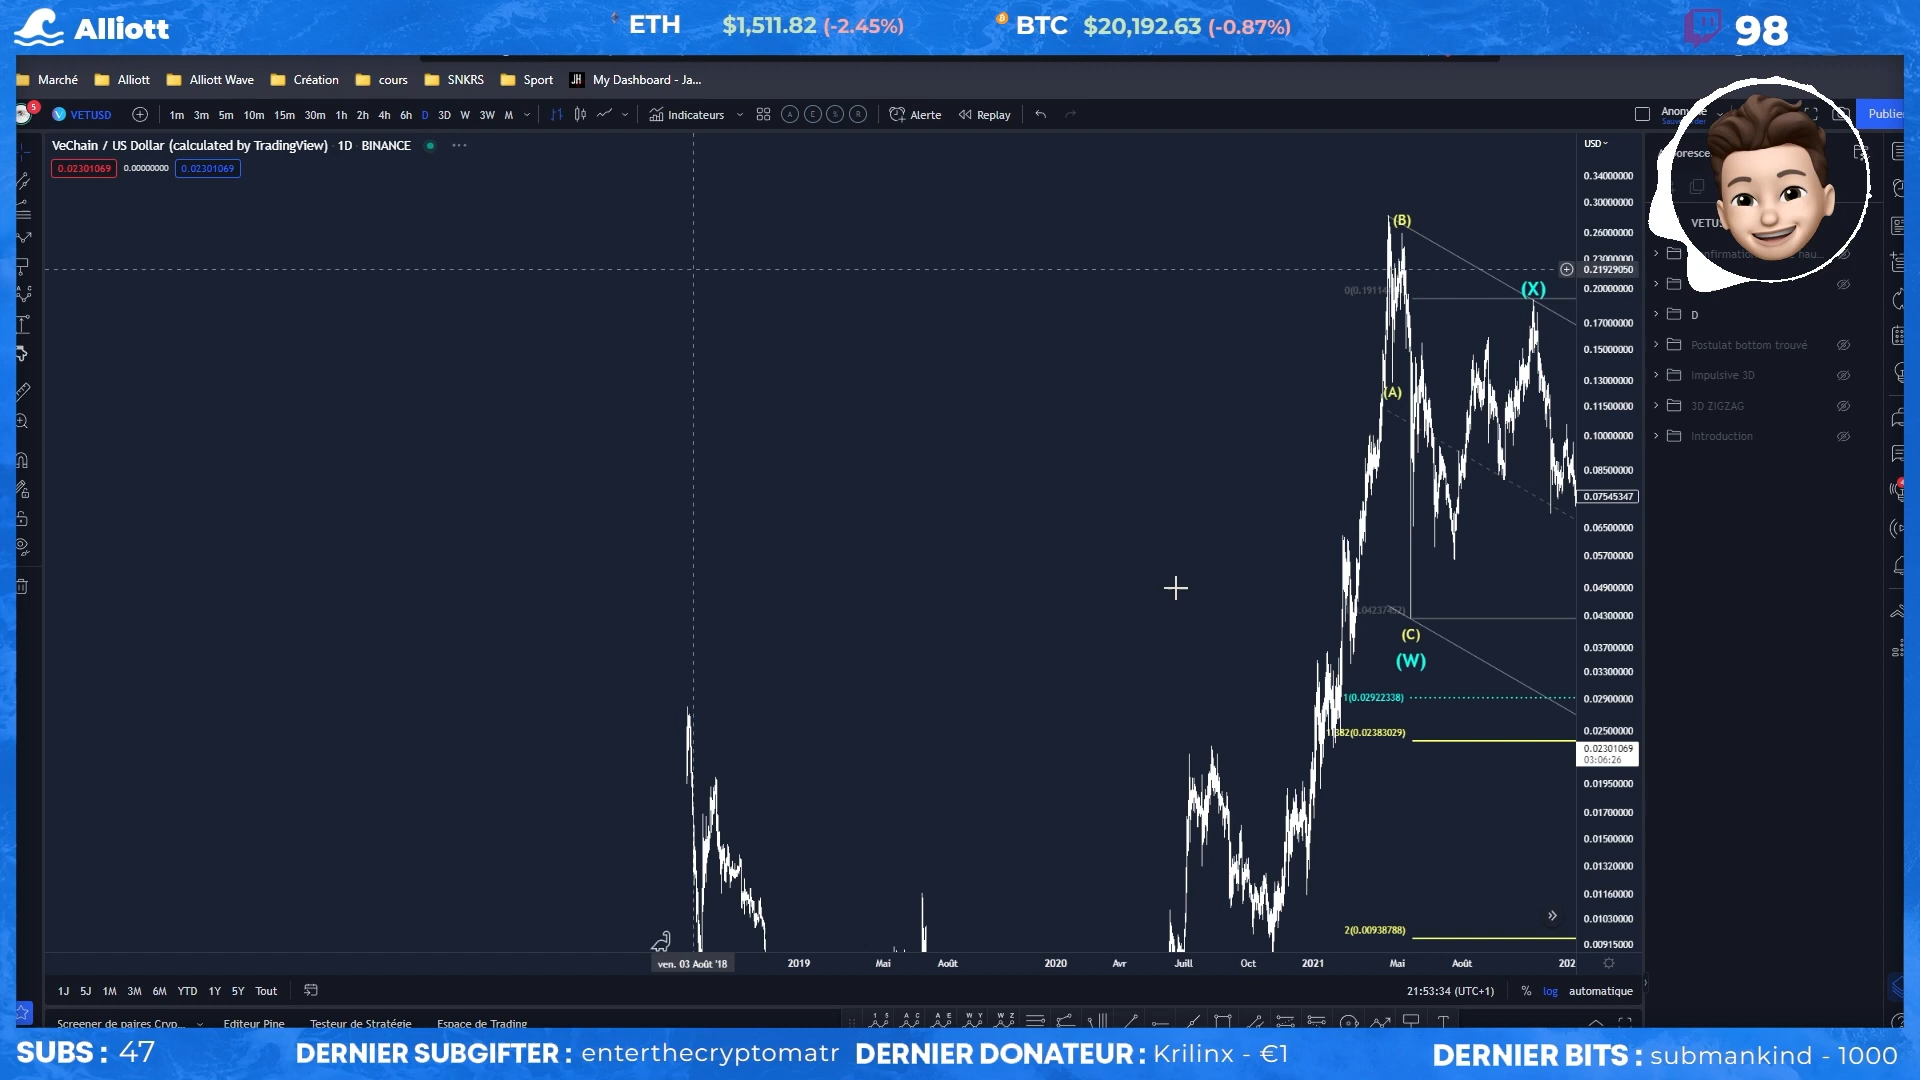 Alliott
ETH $1,511.82 (-2.45%)
BTC $20,192.63 (-0.87%)
98
Marché Alliott Alliott Wave Création cours SNKRS Sport JH My Dashboard - Ja...
5 VETUSD 1m 3m 5m 10m 15m 30m 1h 2h 4h 6h D 3D W 3W M Indicateurs A E % R Alerte Replay Publier
VeChain / US Dollar (calculated by TradingView) 1D BINANCE
0.02301069 0.00000000 0.02301069
USD
0.34000000
0.30000000
0.26000000
0.23000000
0.21929050
0.20000000
0.17000000
0.15000000
0.13000000
0.11500000
0.10000000
0.08500000
0.07545347
0.06500000
0.05700000
0.04900000
0.04300000
0.03700000
0.03300000
0.02900000
0.02500000
0.02301069
03:06:26
0.01950000
0.01700000
0.01500000
0.01320000
0.01160000
0.01030000
0.00915000
(B)
(X)
(A)
(C)
(W)
1(0.02922338)
2(0.00938788)
D
Postulat bottom trouvé
Impulsive 3D
3D ZIGZAG
Introduction
ven. 03 Août '18 2019 Mai Août 2020 Avr Juill Oct 2021 Mai Août 202
1J 5J 1M 3M 6M YTD 1Y 5Y Tout
21:53:34 (UTC+1) % log automatique
Screener de paires Cryp... Editeur Pine Testeur de Stratégie Espace de Trading
SUBS : 47
DERNIER SUBGIFTER : enterthecryptomatr
DERNIER DONATEUR : Krilinx - €1
DERNIER BITS : submankind - 1000